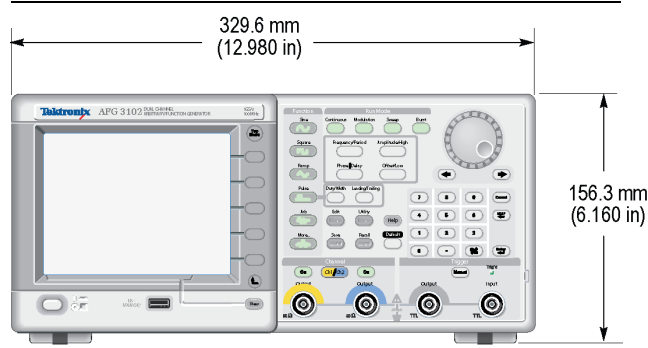 329.6 mm
(12.980 in)
Tektronix AFG 3102 DUAL CHANNEL ARBITRARY/FUNCTION GENERATOR
Function
Run Mode
Sine
Continuous
Modulation
Sweep
Burst
Square
Frequency/Period
Amplitude/High
Ramp
Phase/Delay
Offset/Low
Pulse
Duty/Width
Leading/Trailing
Arb
Edit
Utility
Help
More...
Save
Recall
Default
7
8
9
4
5
6
1
2
3
156.3 mm
(6.160 in)
Channel
Trigger
On
Ch1/Ch2
On
Manual
Output
Output
Output
Input
50 Ω
50 Ω
TTL
TTL